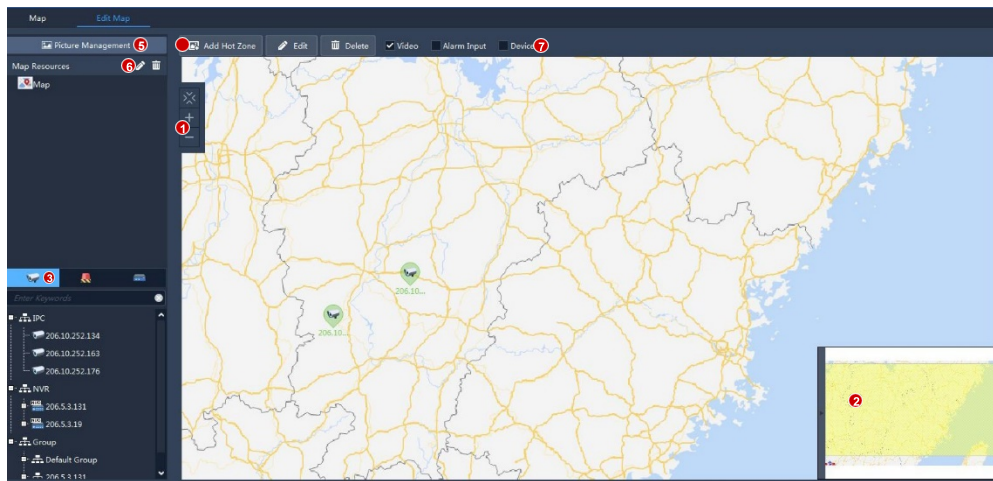 Map Edit Map
Picture Management 5 Add Hot Zone Edit Delete Video Alarm Input Device 7
Map Resources 6
Map
1
3
Enter Keywords
IPC
206.10.252.134
206.10.252.163
206.10.252.176
NVR
206.5.3.131
206.5.3.19
Group
Default Group
206.5.3.131
206.10...
206.10...
2